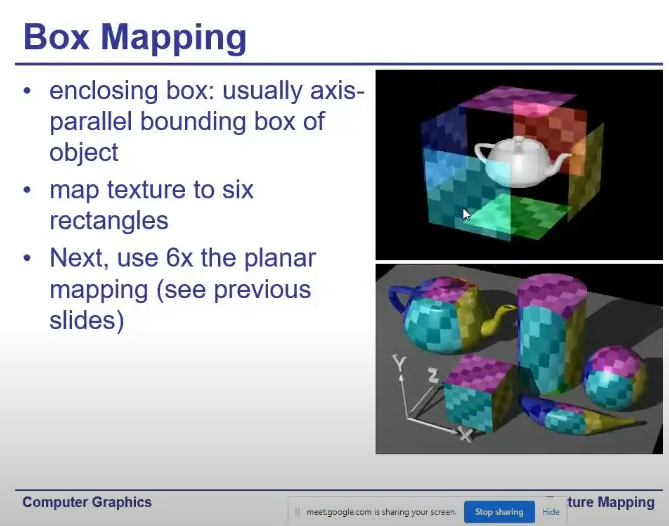 Box Mapping
• enclosing box: usually axis-
parallel bounding box of
object
• map texture to six
rectangles
• Next, use 6x the planar
mapping (see previous
slides)
Y
Z
X
Computer Graphics
ture Mapping
meet.google.com is sharing your screen.
Stop sharing
Hide